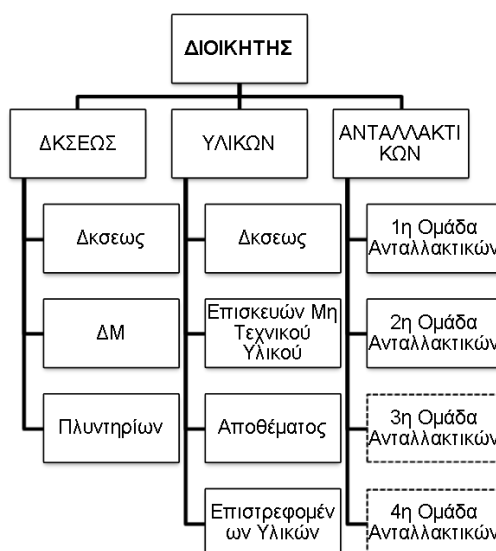 ΔΙΟΙΚΗΤΗΣ
ΔΚΣΕΩΣ
ΥΛΙΚΩΝ
ΑΝΤΑΛΛΑΚΤΙ
ΚΩΝ
Δκσεως
ΔΜ
Πλυντηρίων
Δκσεως
Επισκευών Μη
Τεχνικού
Υλικού
Αποθέματος
Επιστρεφομέν
ων Υλικών
1η Ομάδα
Ανταλλακτικών
2η Ομάδα
Ανταλλακτικών
3η Ομάδα
Ανταλλακτικών
4η Ομάδα
Ανταλλακτικών